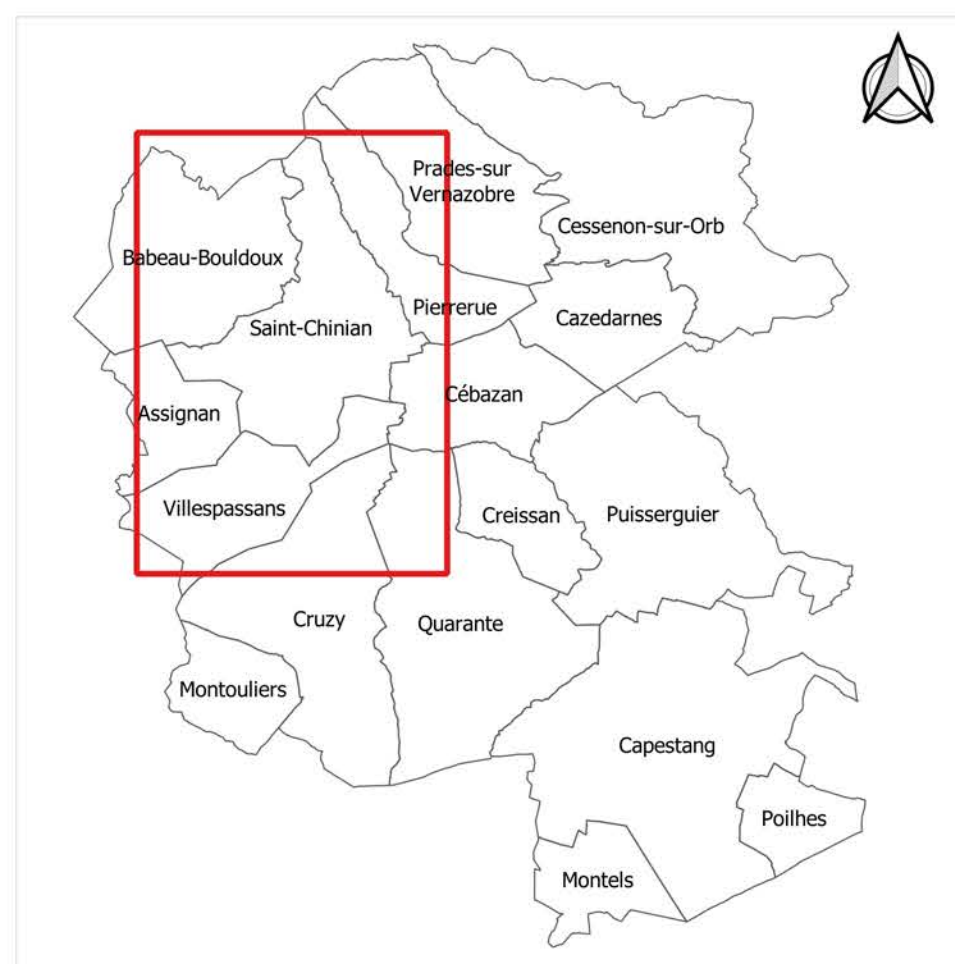 Prades-sur
Vernazobre
Cessenon-sur-Orb
Babeau-Bouldoux
Pierrerue
Cazedarnes
Saint-Chinian
Cébazan
Assignan
Villespassans
Creissan
Puisserguier
Cruzy
Quarante
Montouliers
Capestang
Poilhes
Montels